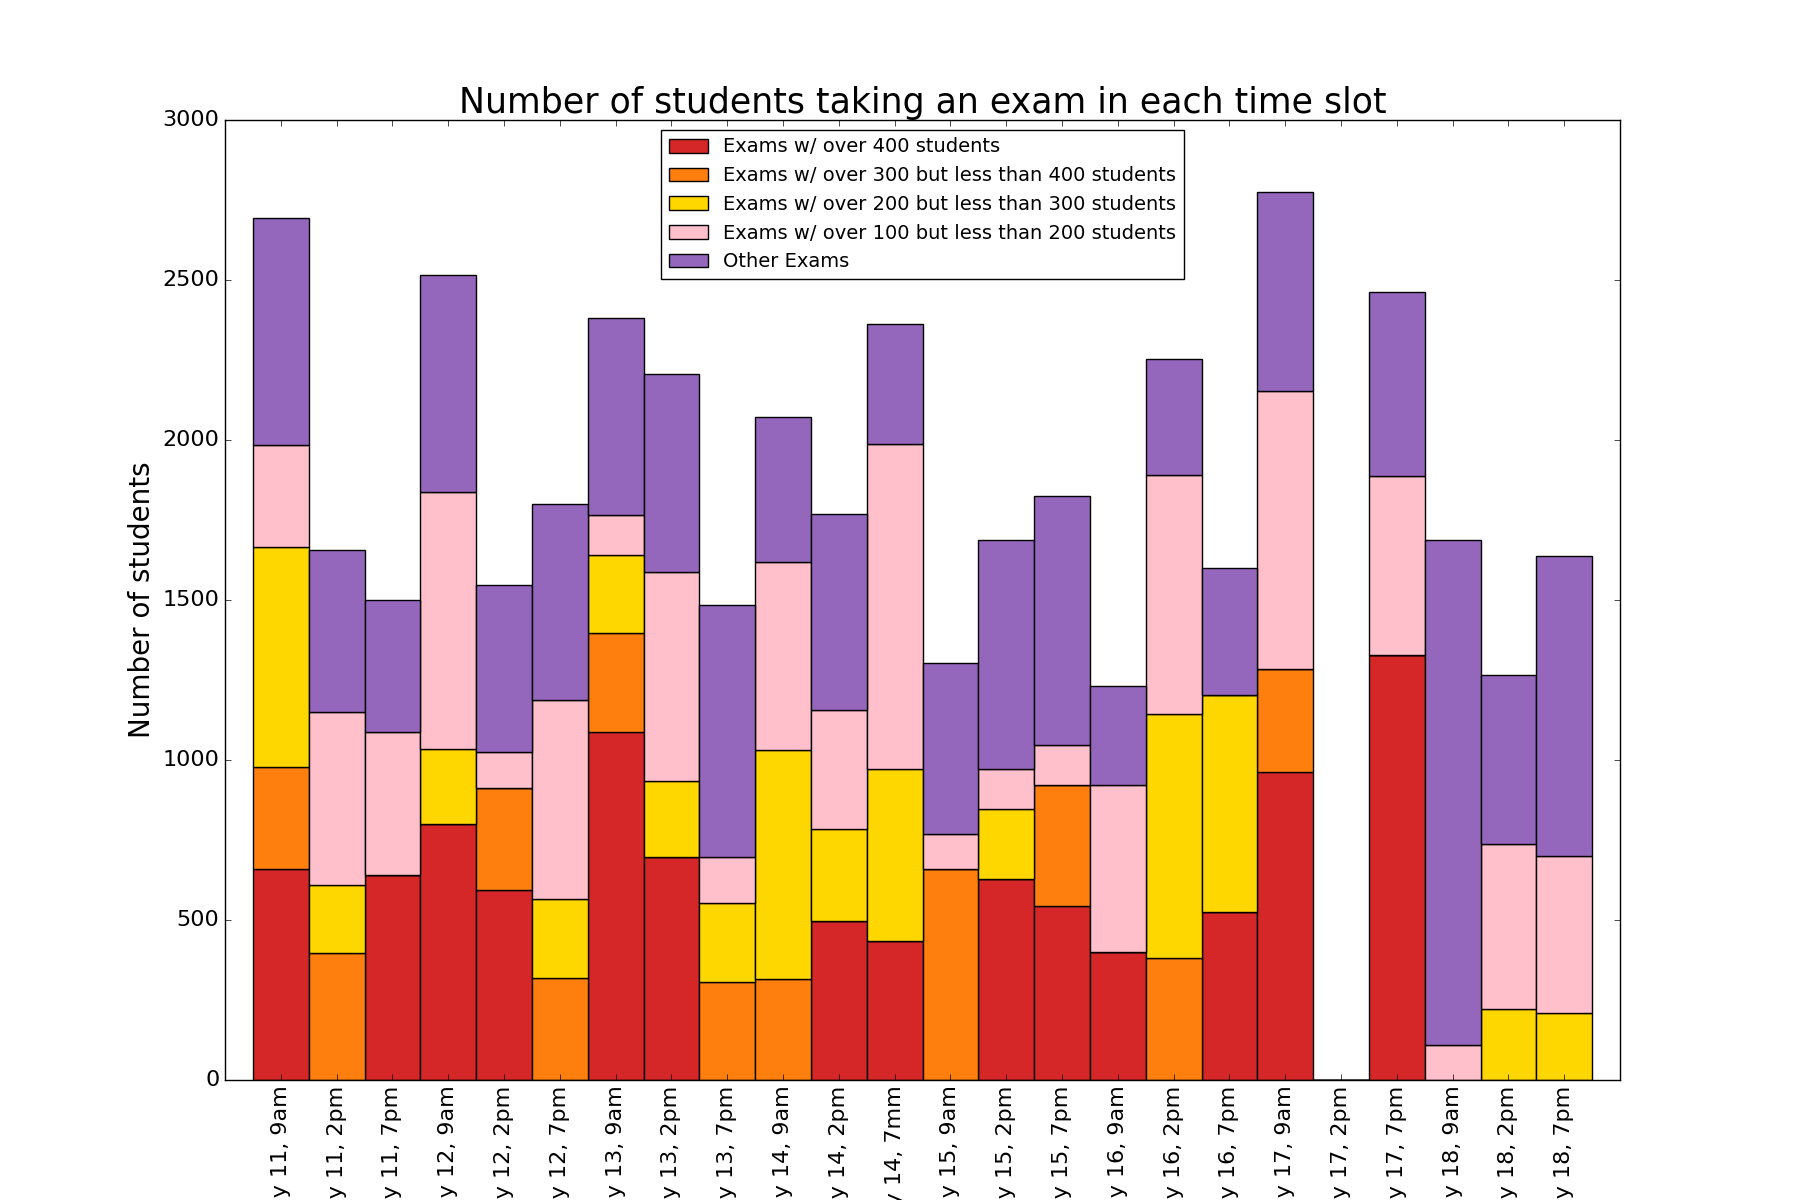 Number of students taking an exam in each time slot
3000
2500
2000
1500
1000
500
0
Number of students
Exams w/ over 400 students
Exams w/ over 300 but less than 400 students
Exams w/ over 200 but less than 300 students
Exams w/ over 100 but less than 200 students
Other Exams
y 11, 9am
y 11, 2pm
y 11, 7pm
y 12, 9am
y 12, 2pm
y 12, 7pm
y 13, 9am
y 13, 2pm
y 13, 7pm
y 14, 9am
y 14, 2pm
y 14, 7mm
y 15, 9am
y 15, 2pm
y 15, 7pm
y 16, 9am
y 16, 2pm
y 16, 7pm
y 17, 9am
y 17, 2pm
y 17, 7pm
y 18, 9am
y 18, 2pm
y 18, 7pm